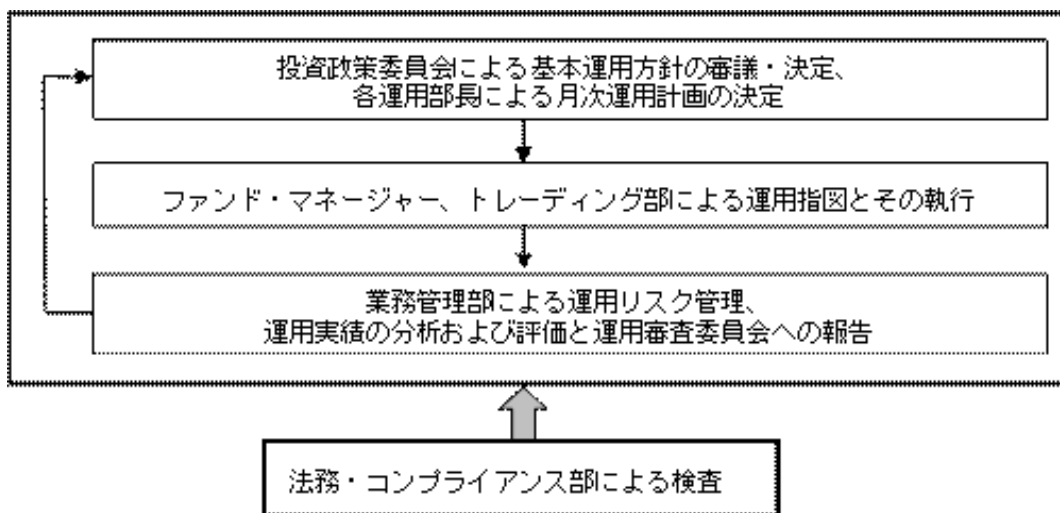 投資政策委員会による基本運用方針の審議・決定、
各運用部長による月次運用計画の決定
ファンド・マネージャー、トレーディング部による運用指図とその執行
業務管理部による運用リスク管理、
運用実績の分析および評価と運用審査委員会への報告
法務・コンプライアンス部による検査